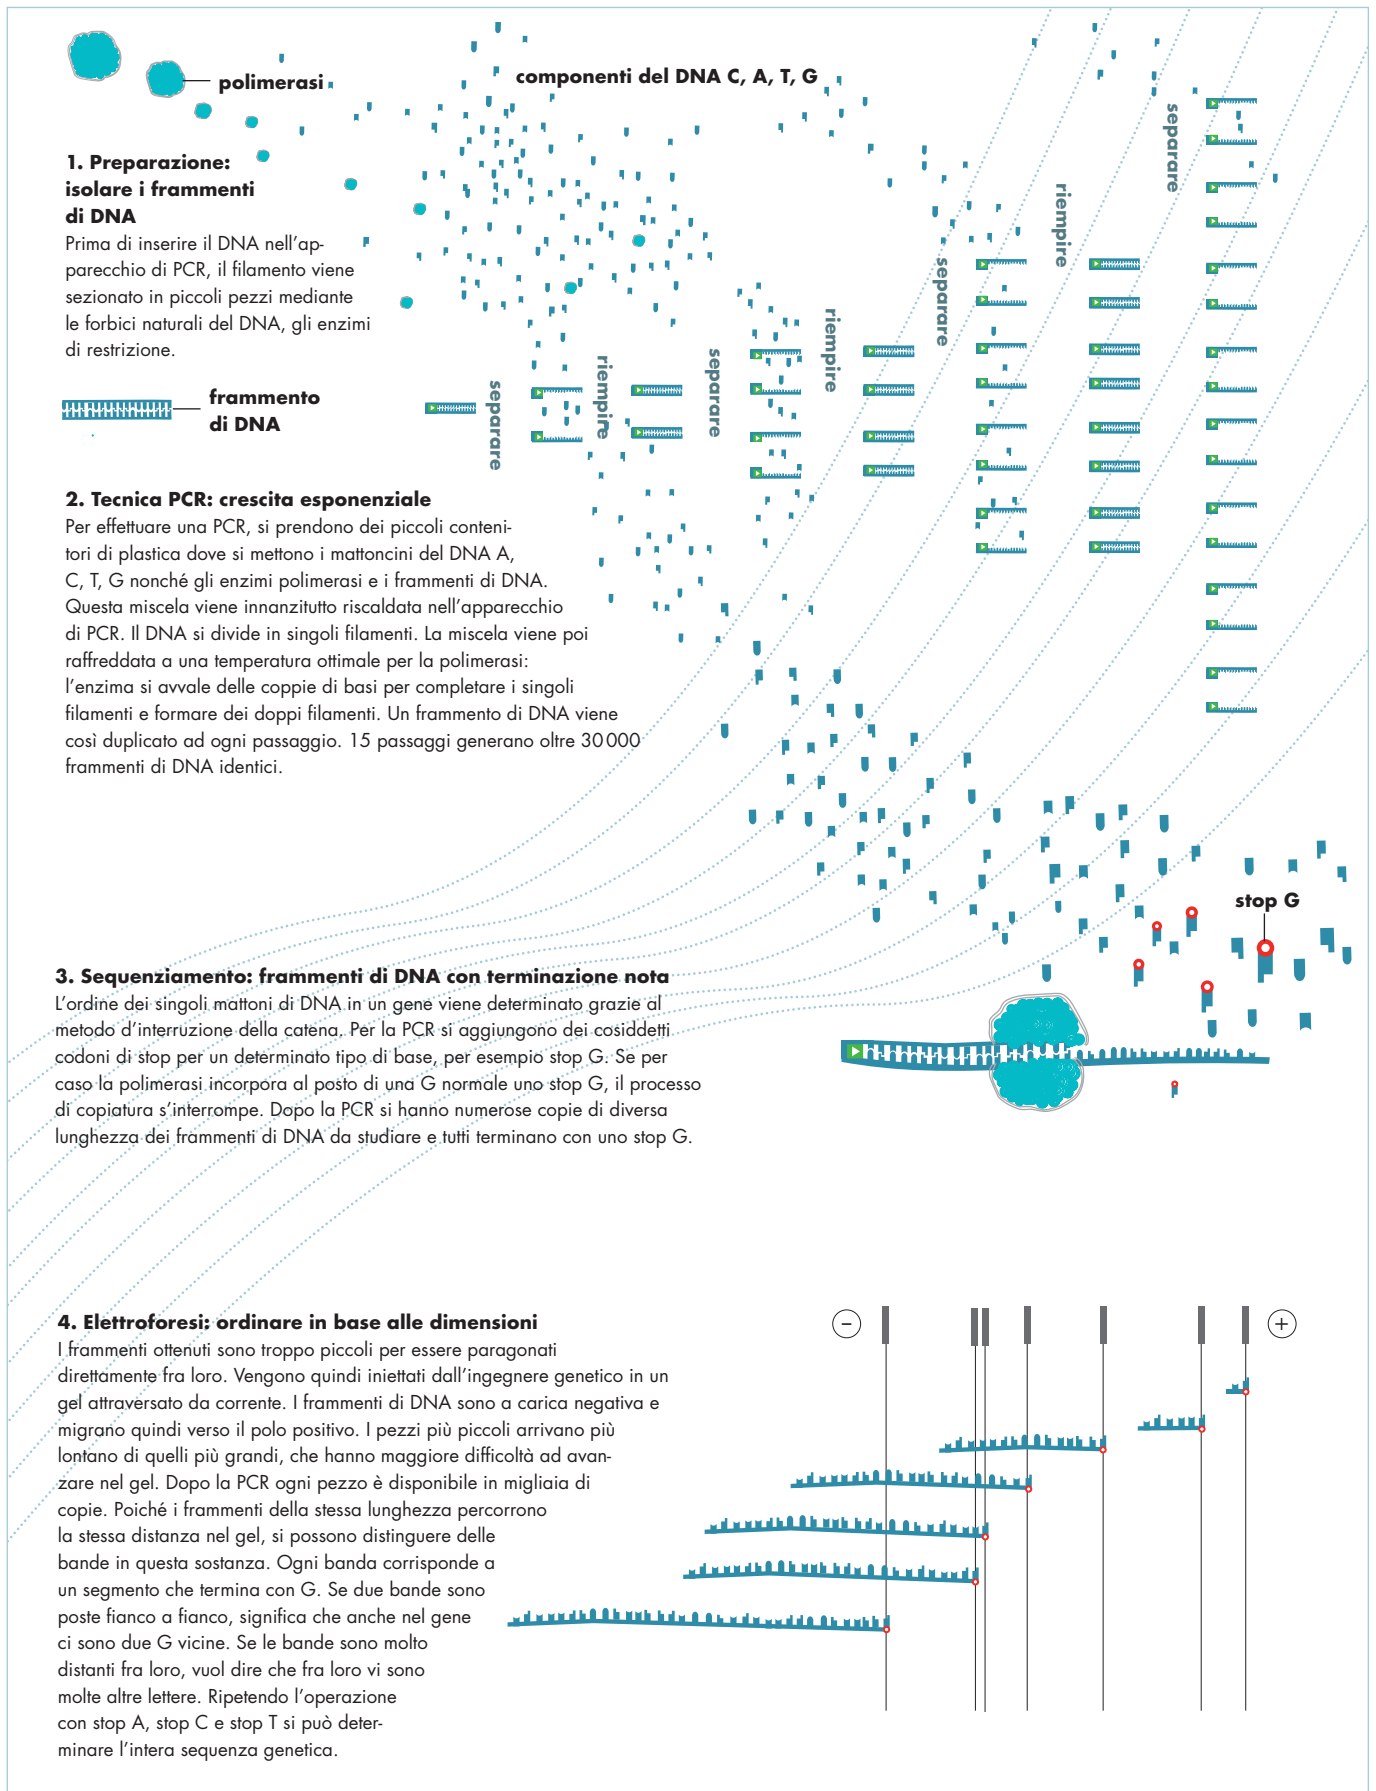 polimerasi
componenti del DNA C, A, T, G
1. Preparazione:
isolare i frammenti
di DNA
Prima di inserire il DNA nell'ap-
parecchio di PCR, il filamento viene
sezionato in piccoli pezzi mediante
le forbici naturali del DNA, gli enzimi
di restrizione.
frammento
di DNA
separare
riempire
separare
riempire
separare
riempire
separare
2. Tecnica PCR: crescita esponenziale
Per effettuare una PCR, si prendono dei piccoli conteni-
tori di plastica dove si mettono i mattoncini del DNA A,
C, T, G nonché gli enzimi polimerasi e i frammenti di DNA.
Questa miscela viene innanzitutto riscaldata nell'apparecchio
di PCR. Il DNA si divide in singoli filamenti. La miscela viene poi
raffreddata a una temperatura ottimale per la polimerasi:
l'enzima si avvale delle coppie di basi per completare i singoli
filamenti e formare dei doppi filamenti. Un frammento di DNA viene
così duplicato ad ogni passaggio. 15 passaggi generano oltre 30 000
frammenti di DNA identici.
stop G
3. Sequenziamento: frammenti di DNA con terminazione nota
L'ordine dei singoli mattoni di DNA in un gene viene determinato grazie al
metodo d'interruzione della catena. Per la PCR si aggiungono dei cosiddetti
codoni di stop per un determinato tipo di base, per esempio stop G. Se per
caso la polimerasi incorpora al posto di una G normale uno stop G, il processo
di copiatura s'interrompe. Dopo la PCR si hanno numerose copie di diversa
lunghezza dei frammenti di DNA da studiare e tutti terminano con uno stop G.
4. Elettroforesi: ordinare in base alle dimensioni
I frammenti ottenuti sono troppo piccoli per essere paragonati
direttamente fra loro. Vengono quindi iniettati dall'ingegnere genetico in un
gel attraversato da corrente. I frammenti di DNA sono a carica negativa e
migrano quindi verso il polo positivo. I pezzi più piccoli arrivano più
lontano di quelli più grandi, che hanno maggiore difficoltà ad avan-
zare nel gel. Dopo la PCR ogni pezzo è disponibile in migliaia di
copie. Poiché i frammenti della stessa lunghezza percorrono
la stessa distanza nel gel, si possono distinguere delle
bande in questa sostanza. Ogni banda corrisponde a
un segmento che termina con G. Se due bande sono
poste fianco a fianco, significa che anche nel gene
ci sono due G vicine. Se le bande sono molto
distanti fra loro, vuol dire che fra loro vi sono
molte altre lettere. Ripetendo l'operazione
con stop A, stop C e stop T si può deter-
minare l'intera sequenza genetica.
–
+